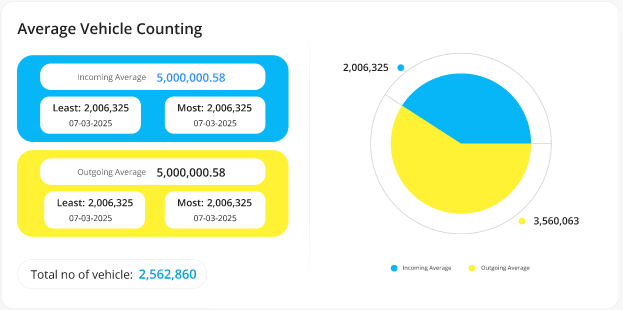 Average Vehicle Counting
Incoming Average 5,000,000.58
Least: 2,006,325
07-03-2025
Most: 2,006,325
07-03-2025
Outgoing Average 5,000,000.58
Least: 2,006,325
07-03-2025
Most: 2,006,325
07-03-2025
Total no of vehicle: 2,562,860
2,006,325
3,560,063
Incoming Average
Outgoing Average